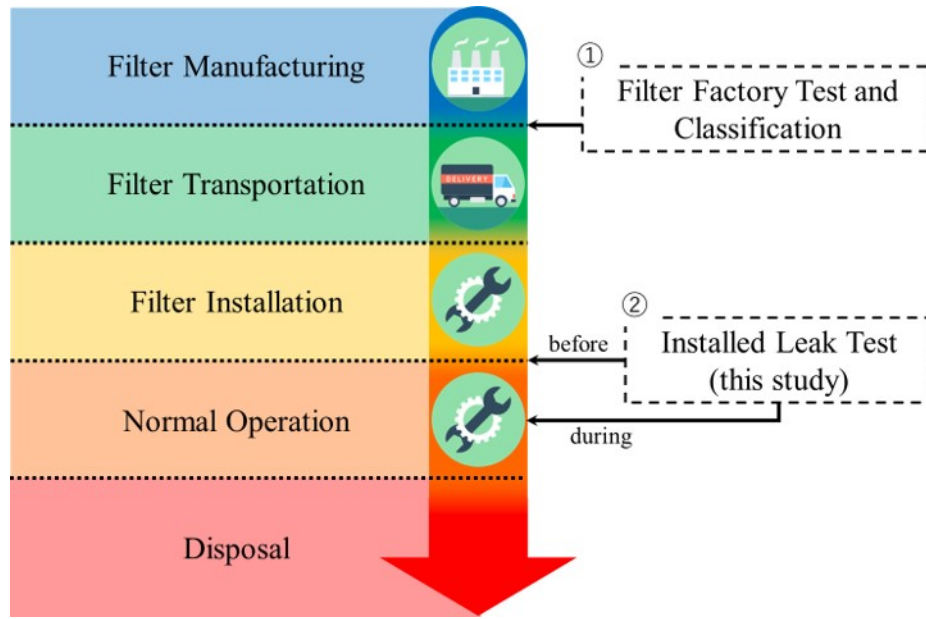 Filter Manufacturing
①
Filter Factory Test and
Classification
Filter Transportation
DELIVERY
Filter Installation
②
Installed Leak Test
(this study)
before
Normal Operation
during
Disposal